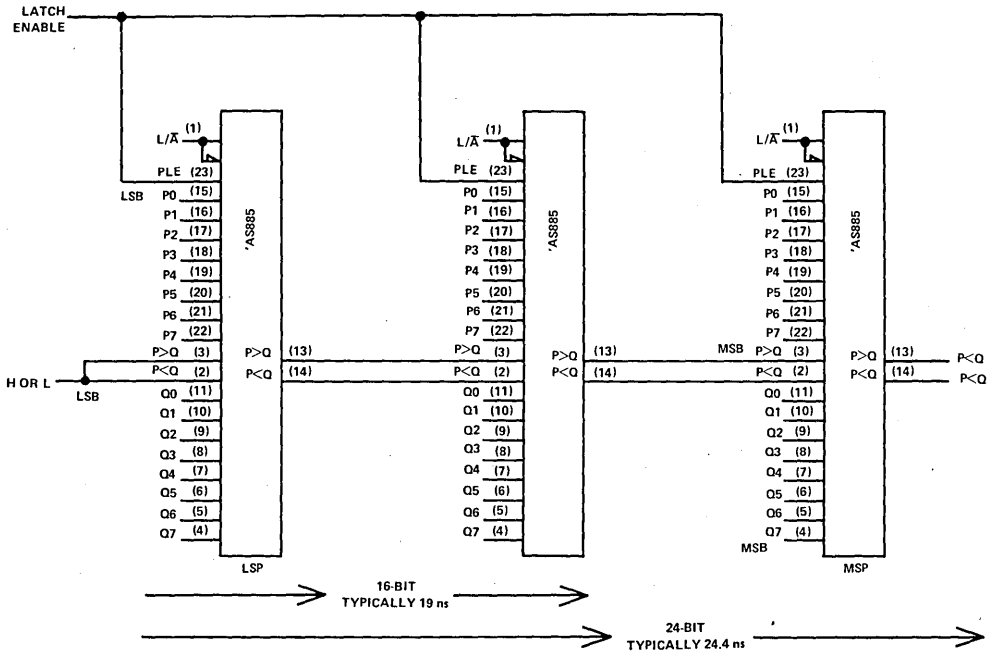 LATCH
ENABLE
(1)
L/A̅
PLE (23)
LSB P0 (15)
P1 (16)
P2 (17)
P3 (18)
P4 (19)
P5 (20)
P6 (21)
P7 (22)
P>Q (3)
P<Q (2)
H OR L
LSB
Q0 (11)
Q1 (10)
Q2 (9)
Q3 (8)
Q4 (7)
Q5 (6)
Q6 (5)
Q7 (4)
'AS885
P>Q (13)
P<Q (14)
LSP
(1)
L/A̅
PLE (23)
P0 (15)
P1 (16)
P2 (17)
P3 (18)
P4 (19)
P5 (20)
P6 (21)
P7 (22)
P>Q (3)
P<Q (2)
Q0 (11)
Q1 (10)
Q2 (9)
Q3 (8)
Q4 (7)
Q5 (6)
Q6 (5)
Q7 (4)
'AS885
P>Q (13)
P<Q (14)
(1)
L/A̅
PLE (23)
P0 (15)
P1 (16)
P2 (17)
P3 (18)
P4 (19)
P5 (20)
P6 (21)
P7 (22)
MSB P>Q (3)
P<Q (2)
Q0 (11)
Q1 (10)
Q2 (9)
Q3 (8)
Q4 (7)
Q5 (6)
Q6 (5)
Q7 (4)
MSB
'AS885
P>Q (13) P<Q
P<Q (14) P<Q
MSP
16-BIT
TYPICALLY 19 ns
24-BIT
TYPICALLY 24.4 ns